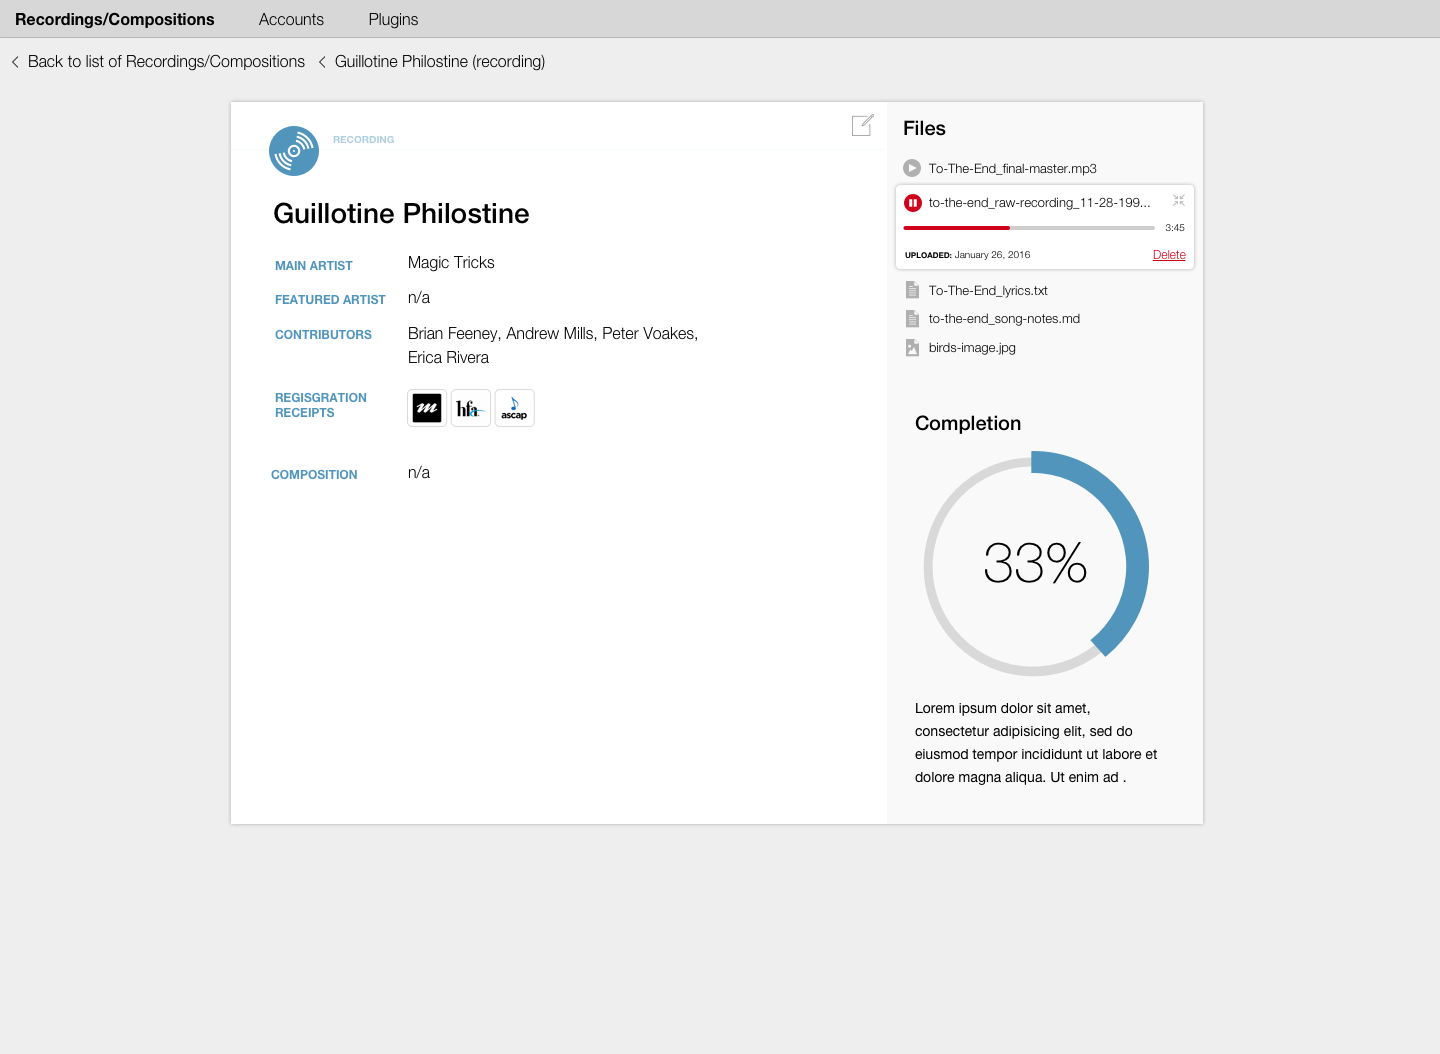 Recordings/Compositions Accounts Plugins
Back to list of Recordings/Compositions Guillotine Philostine (recording)
RECORDING
Guillotine Philostine
MAIN ARTIST Magic Tricks
FEATURED ARTIST n/a
CONTRIBUTORS Brian Feeney, Andrew Mills, Peter Voakes,
Erica Rivera
REGISGRATION
RECEIPTS
m hfa ascap
COMPOSITION n/a
Files
To-The-End_final-master.mp3
to-the-end_raw-recording_11-28-199...
3:45
UPLOADED: January 26, 2016 Delete
To-The-End_lyrics.txt
to-the-end_song-notes.md
birds-image.jpg
Completion
33%
Lorem ipsum dolor sit amet,
consectetur adipisicing elit, sed do
eiusmod tempor incididunt ut labore et
dolore magna aliqua. Ut enim ad .